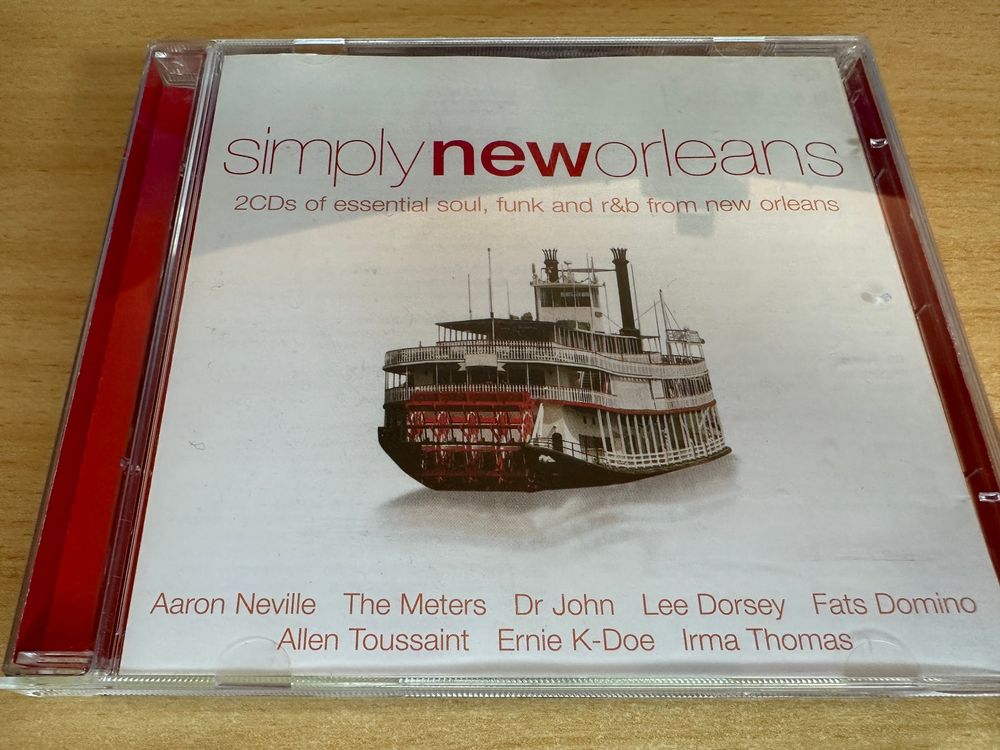 simplyneworleans
2CDs of essential soul, funk and r&b from new orleans
Aaron Neville The Meters Dr John Lee Dorsey Fats Domino
Allen Toussaint Ernie K-Doe Irma Thomas